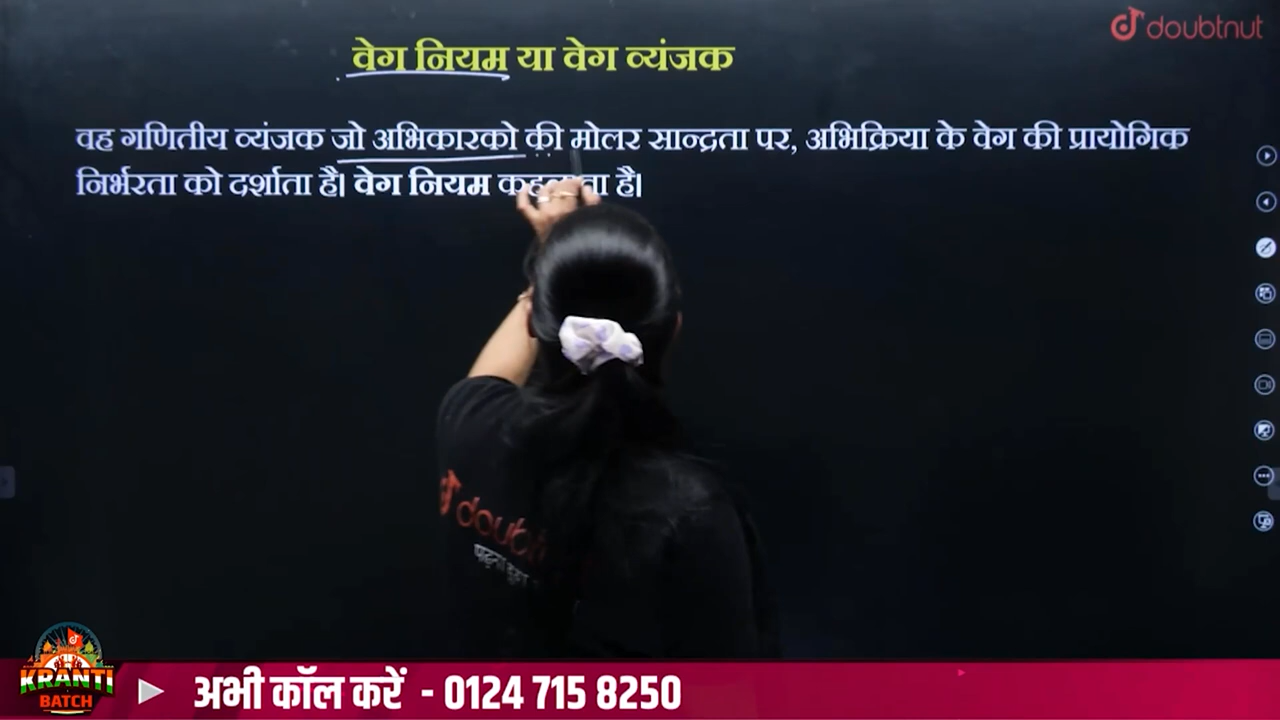 doubtnut
वेग नियम या वेग व्यंजक
वह गणितीय व्यंजक जो अभिकारको की मोलर सान्द्रता पर, अभिक्रिया के वेग की प्रायोगिक
निर्भरता को दर्शाता है| वेग नियम है|
KRANTI
BATCH
अभी कॉल करें - 0124 715 8250